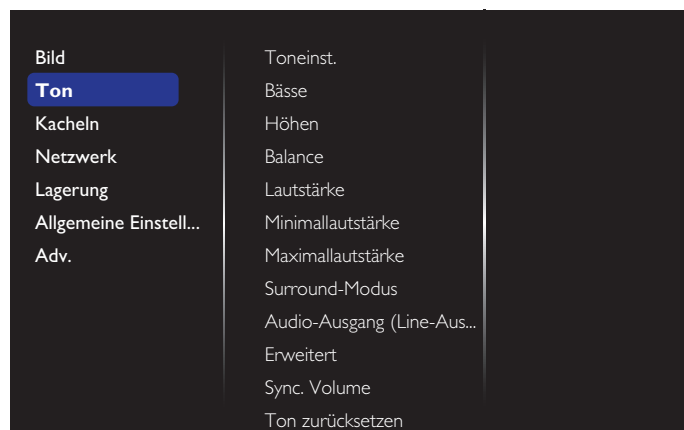 Bild
Ton
Kacheln
Netzwerk
Lagerung
Allgemeine Einstell...
Adv.
Toneinst.
Bässe
Höhen
Balance
Lautstärke
Minimallautstärke
Maximallautstärke
Surround-Modus
Audio-Ausgang (Line-Aus...
Erweitert
Sync. Volume
Ton zurücksetzen